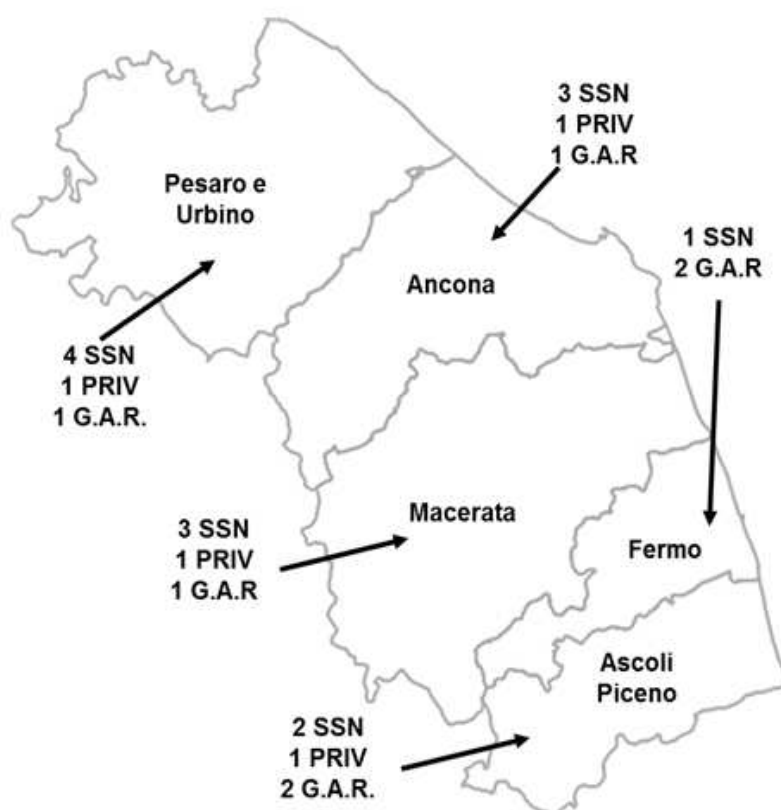 3 SSN
1 PRIV
1 G.A.R
Pesaro e
Urbino
1 SSN
2 G.A.R
Ancona
4 SSN
1 PRIV
1 G.A.R.
Macerata
3 SSN
1 PRIV
1 G.A.R
Fermo
Ascoli
Piceno
2 SSN
1 PRIV
2 G.A.R.